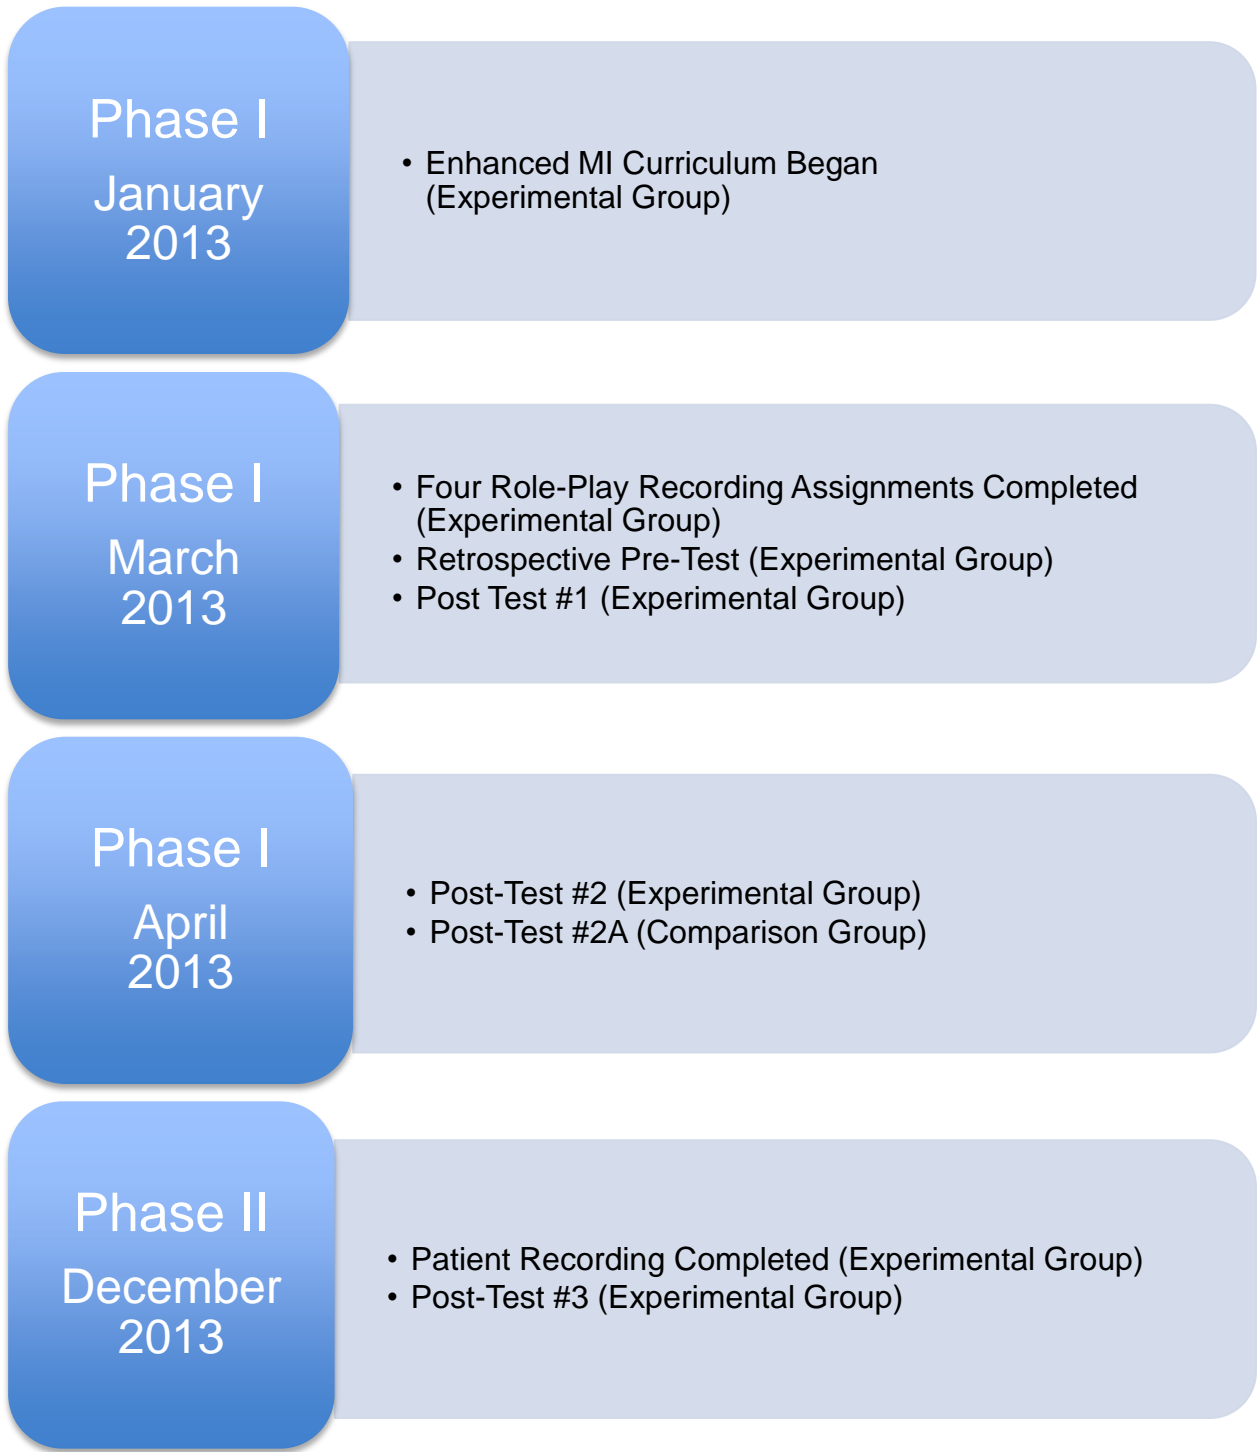 Phase I
January
2013
• Enhanced MI Curriculum Began
(Experimental Group)
Phase I
March
2013
• Four Role-Play Recording Assignments Completed
(Experimental Group)
• Retrospective Pre-Test (Experimental Group)
• Post Test #1 (Experimental Group)
Phase I
April
2013
• Post-Test #2 (Experimental Group)
• Post-Test #2A (Comparison Group)
Phase II
December
2013
• Patient Recording Completed (Experimental Group)
• Post-Test #3 (Experimental Group)